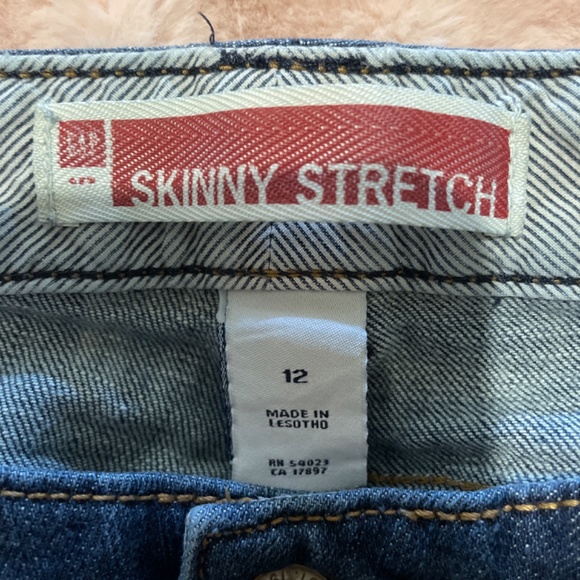 GAP
SKINNY STRETCH
12
MADE IN
LESOTHO
RN 54023
CA 17897